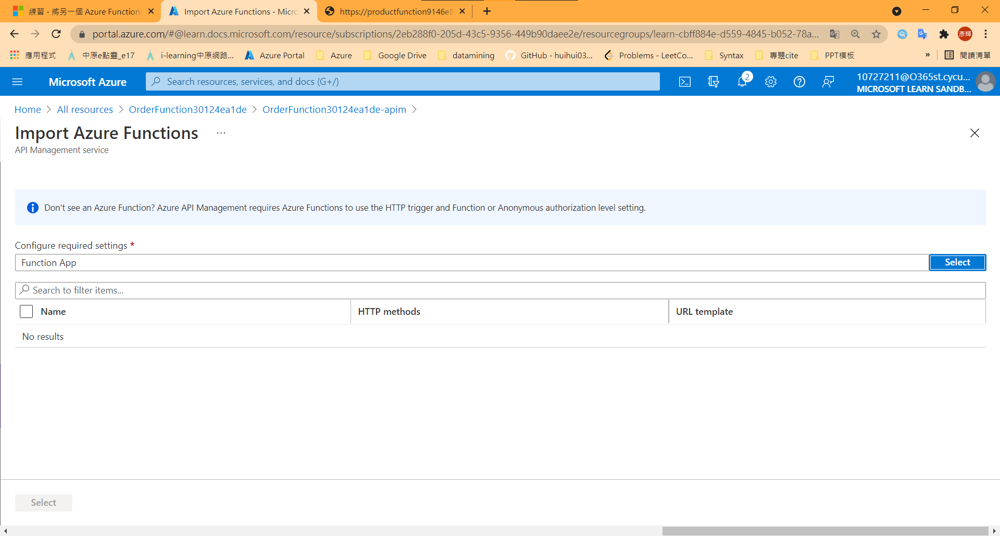 練習 - 將另一個 Azure Functions
Import Azure Functions - Micro
https://productfunction9146e8
portal.azure.com/#@learn.docs.microsoft.com/resource/subscriptions/2eb288f0-205d-43c5-9356-449b90daee2e/resourcegroups/learn-cbff884e-d559-4845-b052-78a...
彥輝
應用程式
中原e點靈_e17
i-learning中原網路...
Azure Portal
Azure
Google Drive
datamining
GitHub - huihui03...
Problems - LeetCo...
Syntax
專題cite
PPT模板
»
閱讀清單
Microsoft Azure
Search resources, services, and docs (G+/)
2
10727211@O365st.cycu...
MICROSOFT LEARN SANDB...
Home > All resources > OrderFunction30124ea1de > OrderFunction30124ea1de-apim >
Import Azure Functions ...
API Management service
Don't see an Azure Function? Azure API Management requires Azure Functions to use the HTTP trigger and Function or Anonymous authorization level setting.
Configure required settings *
Function App
Select
Search to filter items...
Name
HTTP methods
URL template
No results
Select